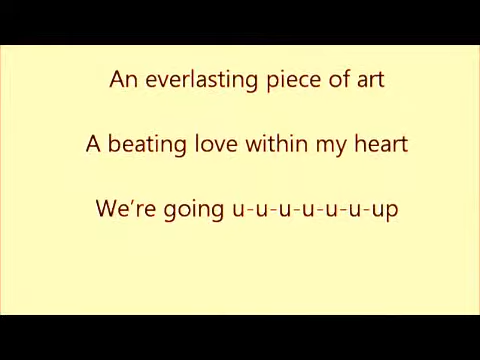 An everlasting piece of art
A beating love within my heart
We’re going u-u-u-u-u-u-up